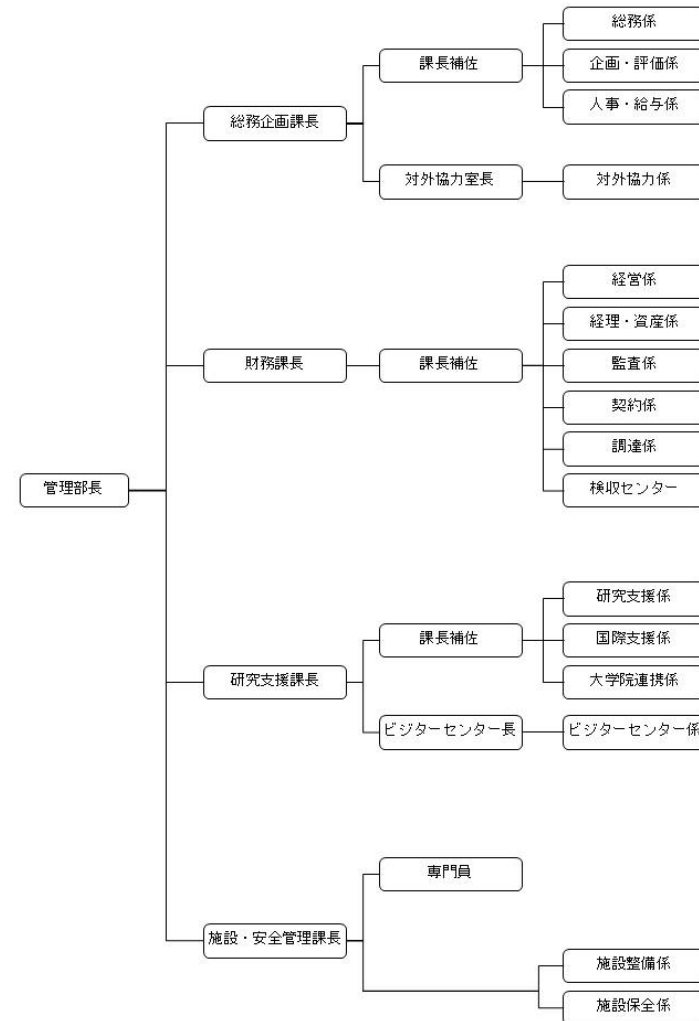 管理部長
総務企画課長
課長補佐
総務係
企画・評価係
人事・給与係
対外協力室長
対外協力係
財務課長
課長補佐
経営係
経理・資産係
監査係
契約係
調達係
検収センター
研究支援課長
課長補佐
研究支援係
国際支援係
大学院連携係
ビジターセンター長
ビジターセンター係
施設・安全管理課長
専門員
施設整備係
施設保全係